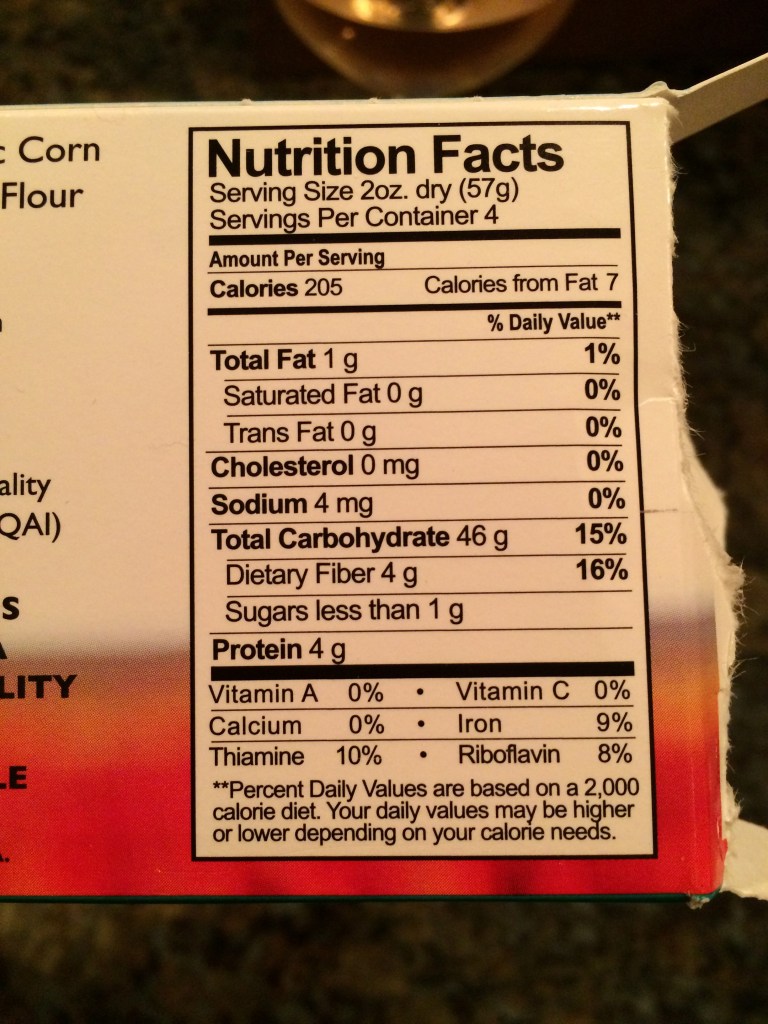 Corn
Flour
ality
QAI)
S
LITY
LE
Nutrition Facts
Serving Size 2oz. dry (57g)
Servings Per Container 4
Amount Per Serving
Calories 205 Calories from Fat 7
% Daily Value**
Total Fat 1 g 1%
Saturated Fat 0 g 0%
Trans Fat 0 g 0%
Cholesterol 0 mg 0%
Sodium 4 mg 0%
Total Carbohydrate 46 g 15%
Dietary Fiber 4 g 16%
Sugars less than 1 g
Protein 4 g
Vitamin A 0% • Vitamin C 0%
Calcium 0% • Iron 9%
Thiamine 10% • Riboflavin 8%
**Percent Daily Values are based on a 2,000
calorie diet. Your daily values may be higher
or lower depending on your calorie needs.